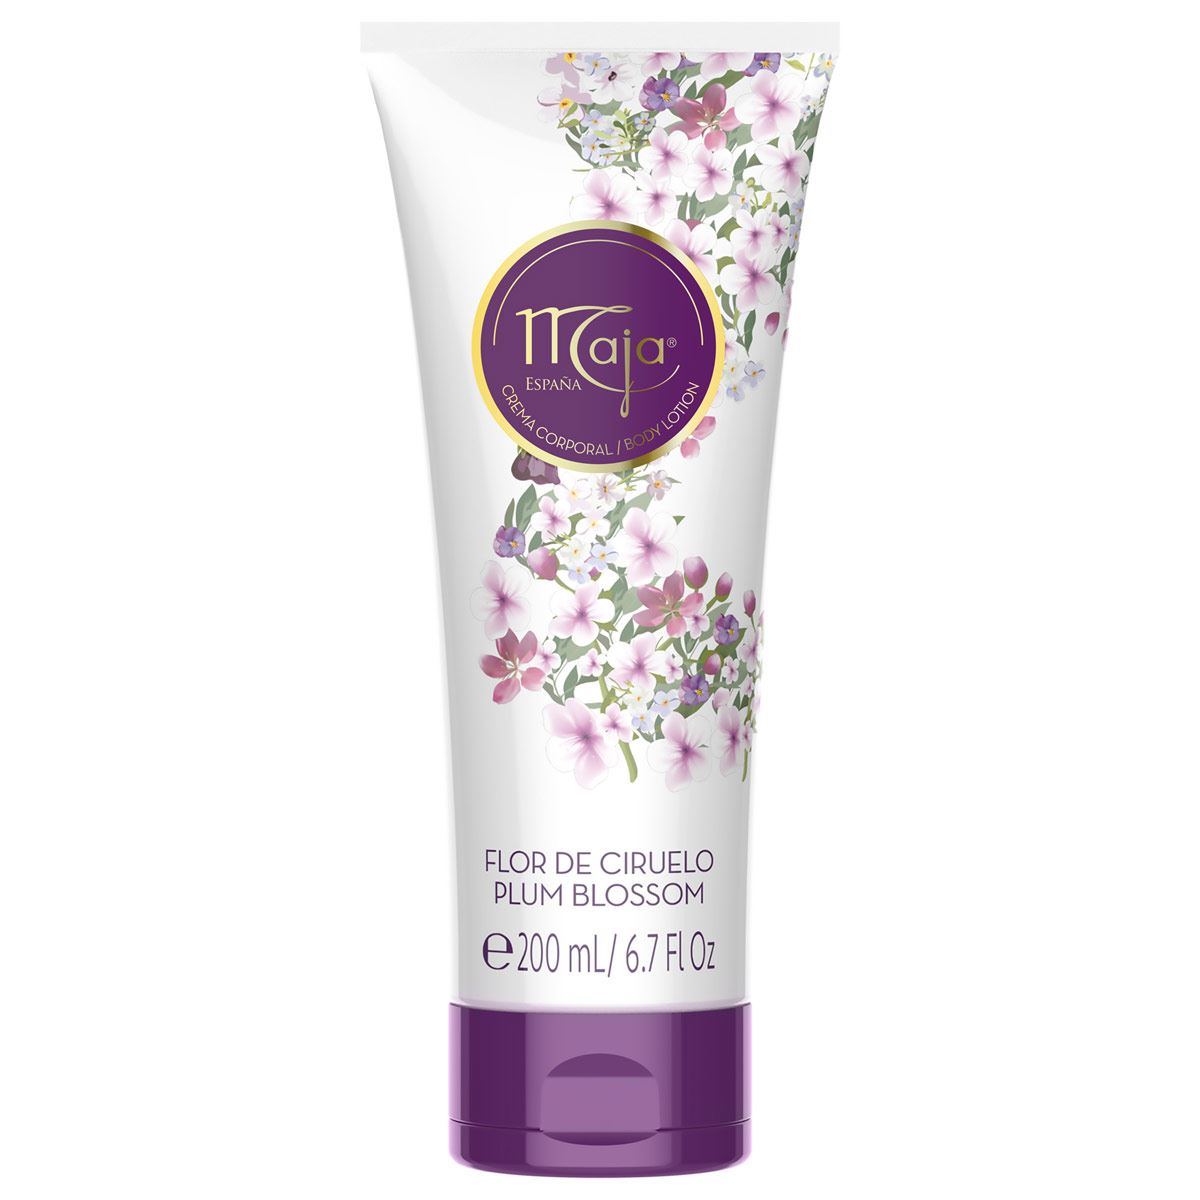 Maja®
ESPAÑA
CREMA CORPORAL / BODY LOTION
FLOR DE CIRUELO
PLUM BLOSSOM
℮200 mL/ 6.7 Fl Oz